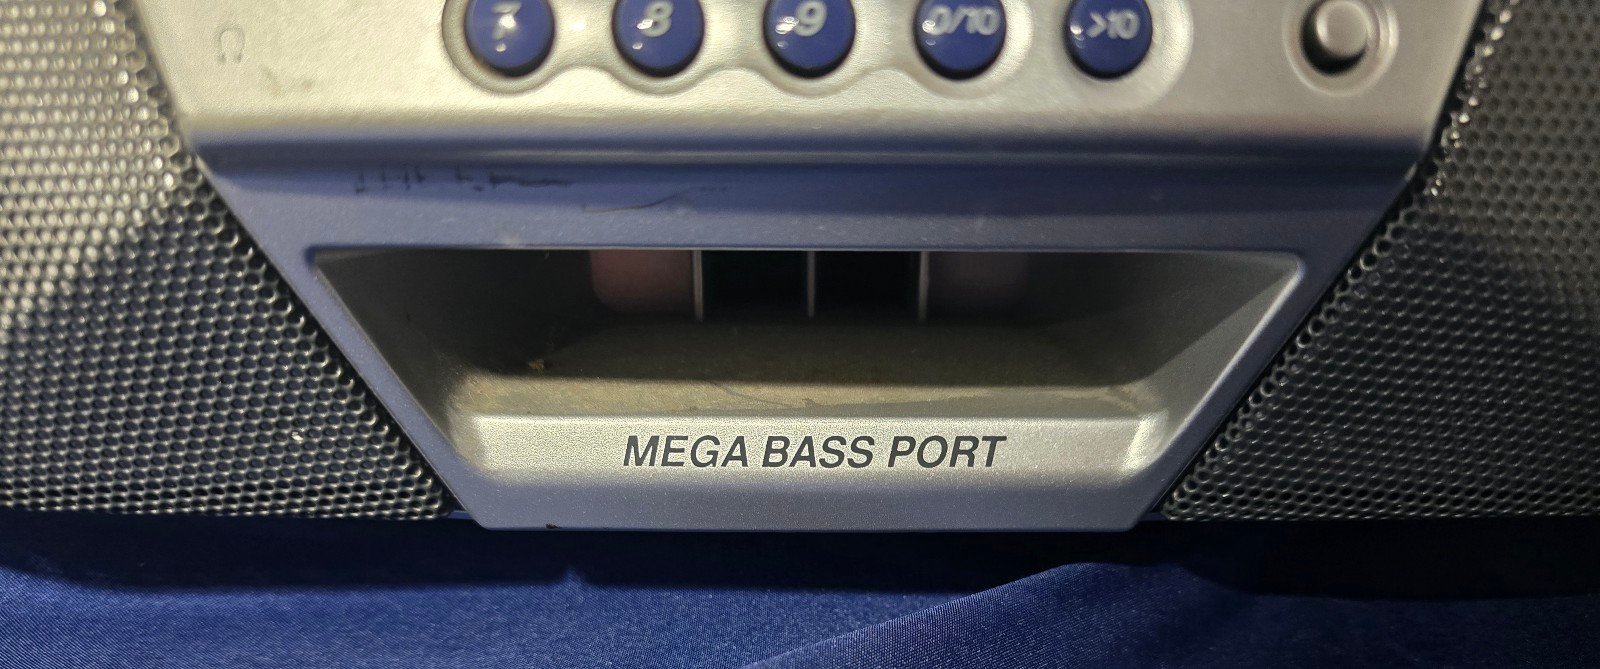 7 8 9 0/10 >10
MEGA BASS PORT